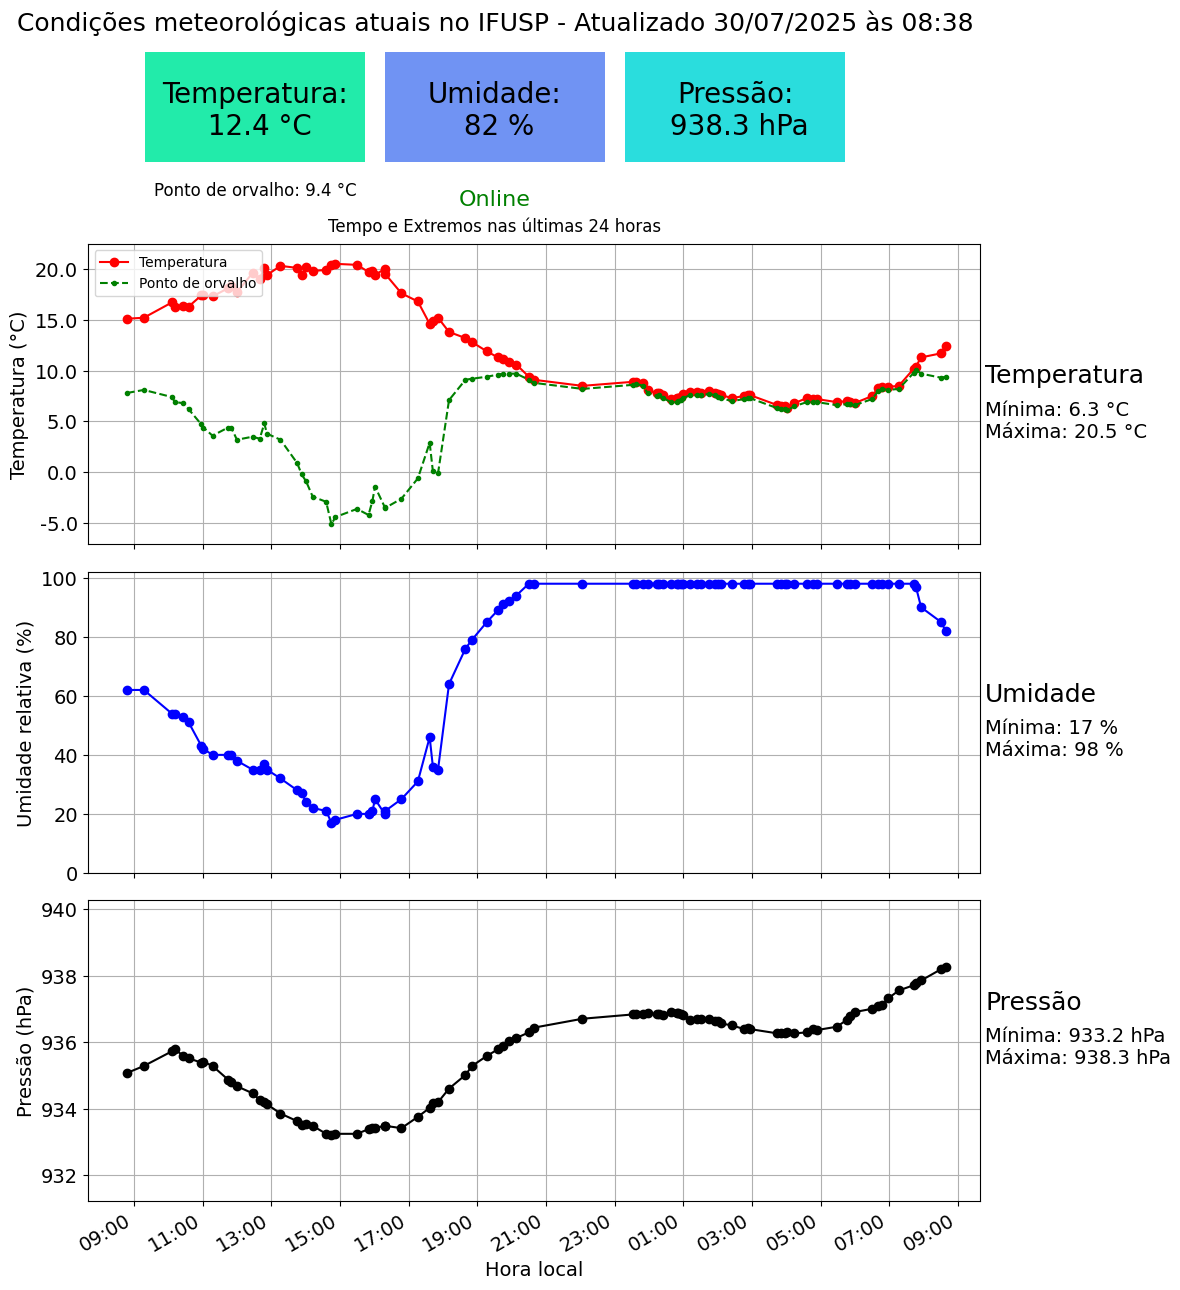 Condições meteorológicas atuais no IFUSP - Atualizado 30/07/2025 às 08:38
Temperatura:
12.4 °C
Umidade:
82 %
Pressão:
938.3 hPa
Ponto de orvalho: 9.4 °C
Online
Tempo e Extremos nas últimas 24 horas
Temperatura
Ponto de orvalho
Temperatura (°C)
20.0
15.0
10.0
5.0
0.0
-5.0
Temperatura
Mínima: 6.3 °C
Máxima: 20.5 °C
Umidade relativa (%)
100
80
60
40
20
0
Umidade
Mínima: 17 %
Máxima: 98 %
Pressão (hPa)
940
938
936
934
932
Pressão
Mínima: 933.2 hPa
Máxima: 938.3 hPa
09:00 11:00 13:00 15:00 17:00 19:00 21:00 23:00 01:00 03:00 05:00 07:00 09:00
Hora local